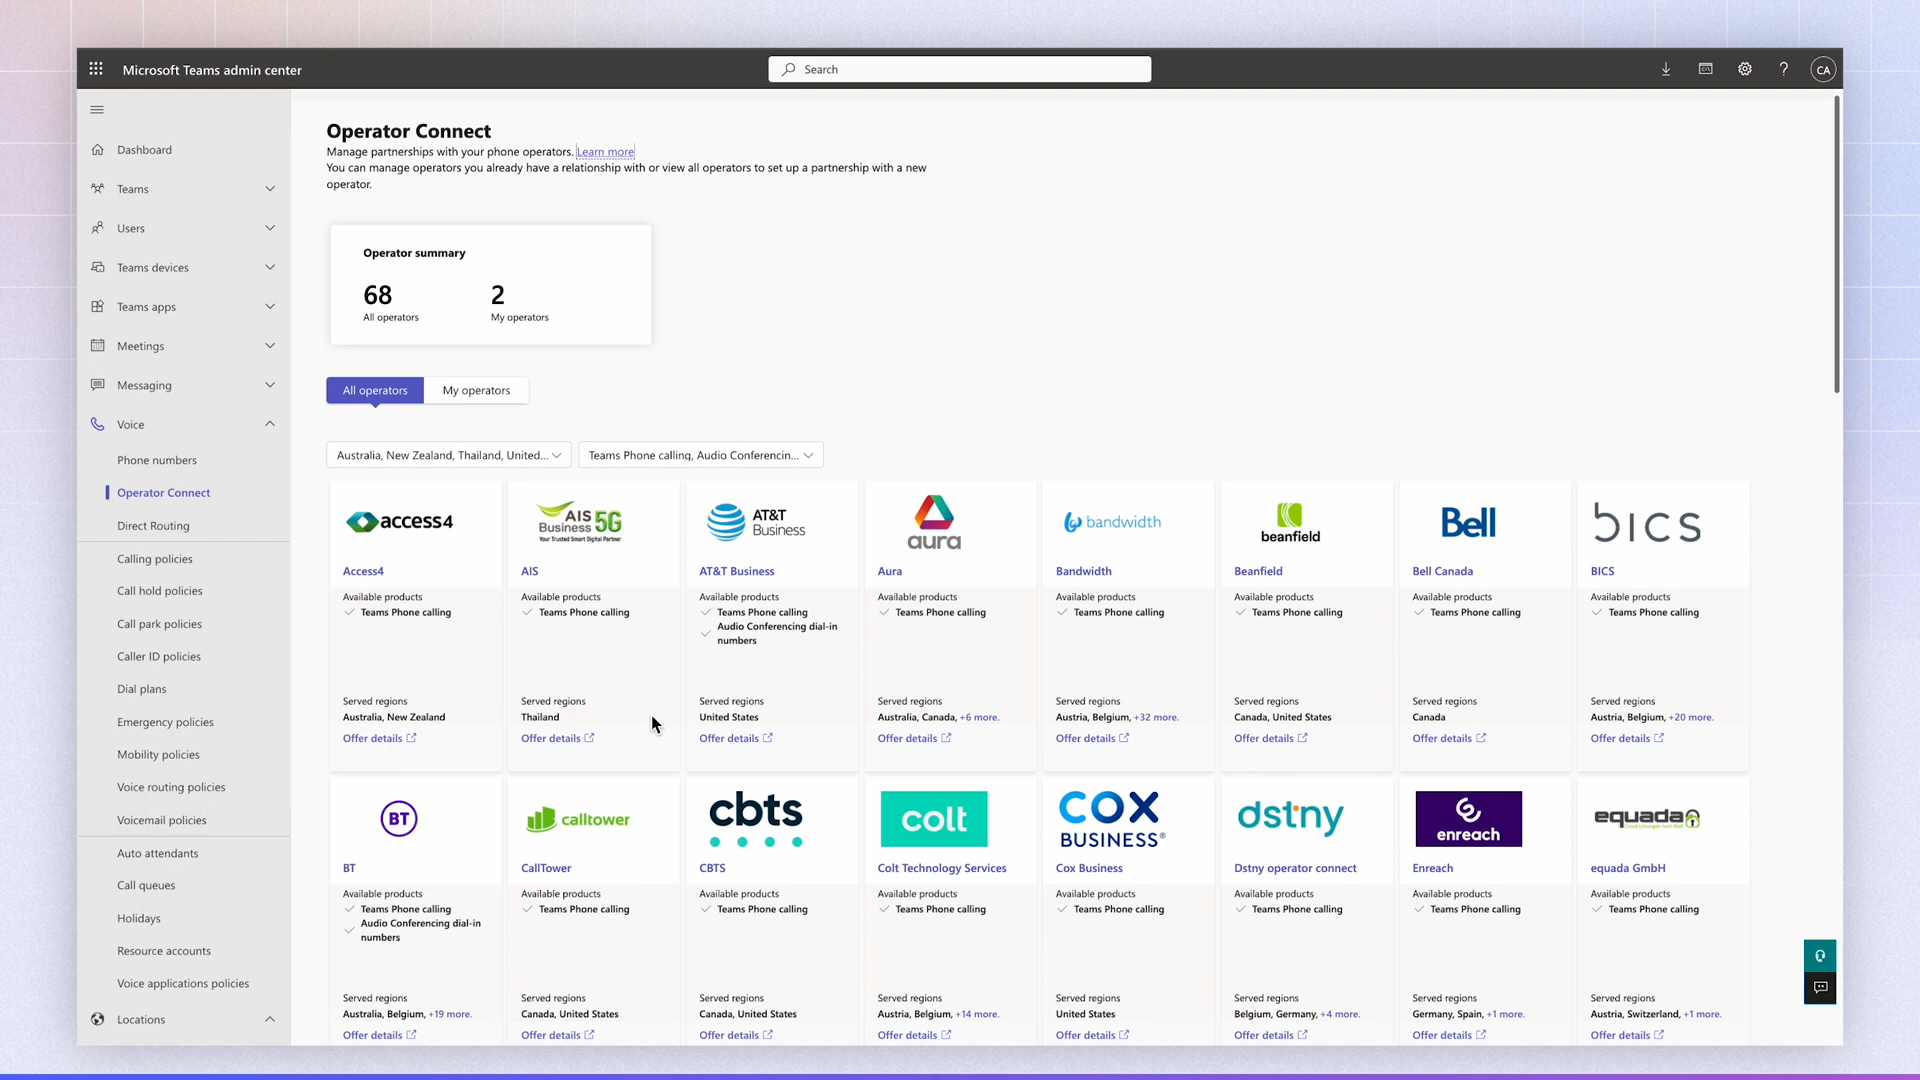 Microsoft Teams admin center
Search
CA
Dashboard
Teams
Users
Teams devices
Teams apps
Meetings
Messaging
Voice
Phone numbers
Operator Connect
Direct Routing
Calling policies
Call hold policies
Call park policies
Caller ID policies
Dial plans
Emergency policies
Mobility policies
Voice routing policies
Voicemail policies
Auto attendants
Call queues
Holidays
Resource accounts
Voice applications policies
Locations
Operator Connect
Manage partnerships with your phone operators. Learn more
You can manage operators you already have a relationship with or view all operators to set up a partnership with a new
operator.
Operator summary
68
All operators
2
My operators
All operators
My operators
Australia, New Zealand, Thailand, United...
Teams Phone calling, Audio Conferencin...
access4
Access4
Available products
Teams Phone calling
Served regions
Australia, New Zealand
Offer details
AIS 5G
Business
Your Trusted Smart Digital Partner
AIS
Available products
Teams Phone calling
Served regions
Thailand
Offer details
AT&T
Business
AT&T Business
Available products
Teams Phone calling
Audio Conferencing dial-in
numbers
Served regions
United States
Offer details
aura
Aura
Available products
Teams Phone calling
Served regions
Australia, Canada, +6 more.
Offer details
bandwidth
Bandwidth
Available products
Teams Phone calling
Served regions
Austria, Belgium, +32 more.
Offer details
beanfield
Beanfield
Available products
Teams Phone calling
Served regions
Canada, United States
Offer details
Bell
Bell Canada
Available products
Teams Phone calling
Served regions
Canada
Offer details
bics
BICS
Available products
Teams Phone calling
Served regions
Austria, Belgium, +20 more.
Offer details
BT
BT
Available products
Teams Phone calling
Audio Conferencing dial-in
numbers
Served regions
Australia, Belgium, +19 more.
Offer details
calltower
CallTower
Available products
Teams Phone calling
Served regions
Canada, United States
Offer details
cbts
CBTS
Available products
Teams Phone calling
Served regions
Canada, United States
Offer details
colt
Colt Technology Services
Available products
Teams Phone calling
Served regions
Austria, Belgium, +14 more.
Offer details
COX
BUSINESS®
Cox Business
Available products
Teams Phone calling
Served regions
United States
Offer details
dstny
Dstny operator connect
Available products
Teams Phone calling
Served regions
Belgium, Germany, +4 more.
Offer details
enreach
Enreach
Available products
Teams Phone calling
Served regions
Germany, Spain, +1 more.
Offer details
equada
equada GmbH
Available products
Teams Phone calling
Served regions
Austria, Switzerland, +1 more.
Offer details